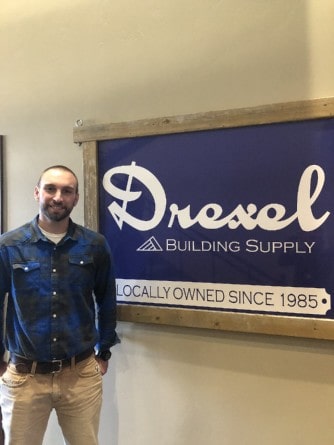 Drexel
BUILDING SUPPLY
LOCALLY OWNED SINCE 1985